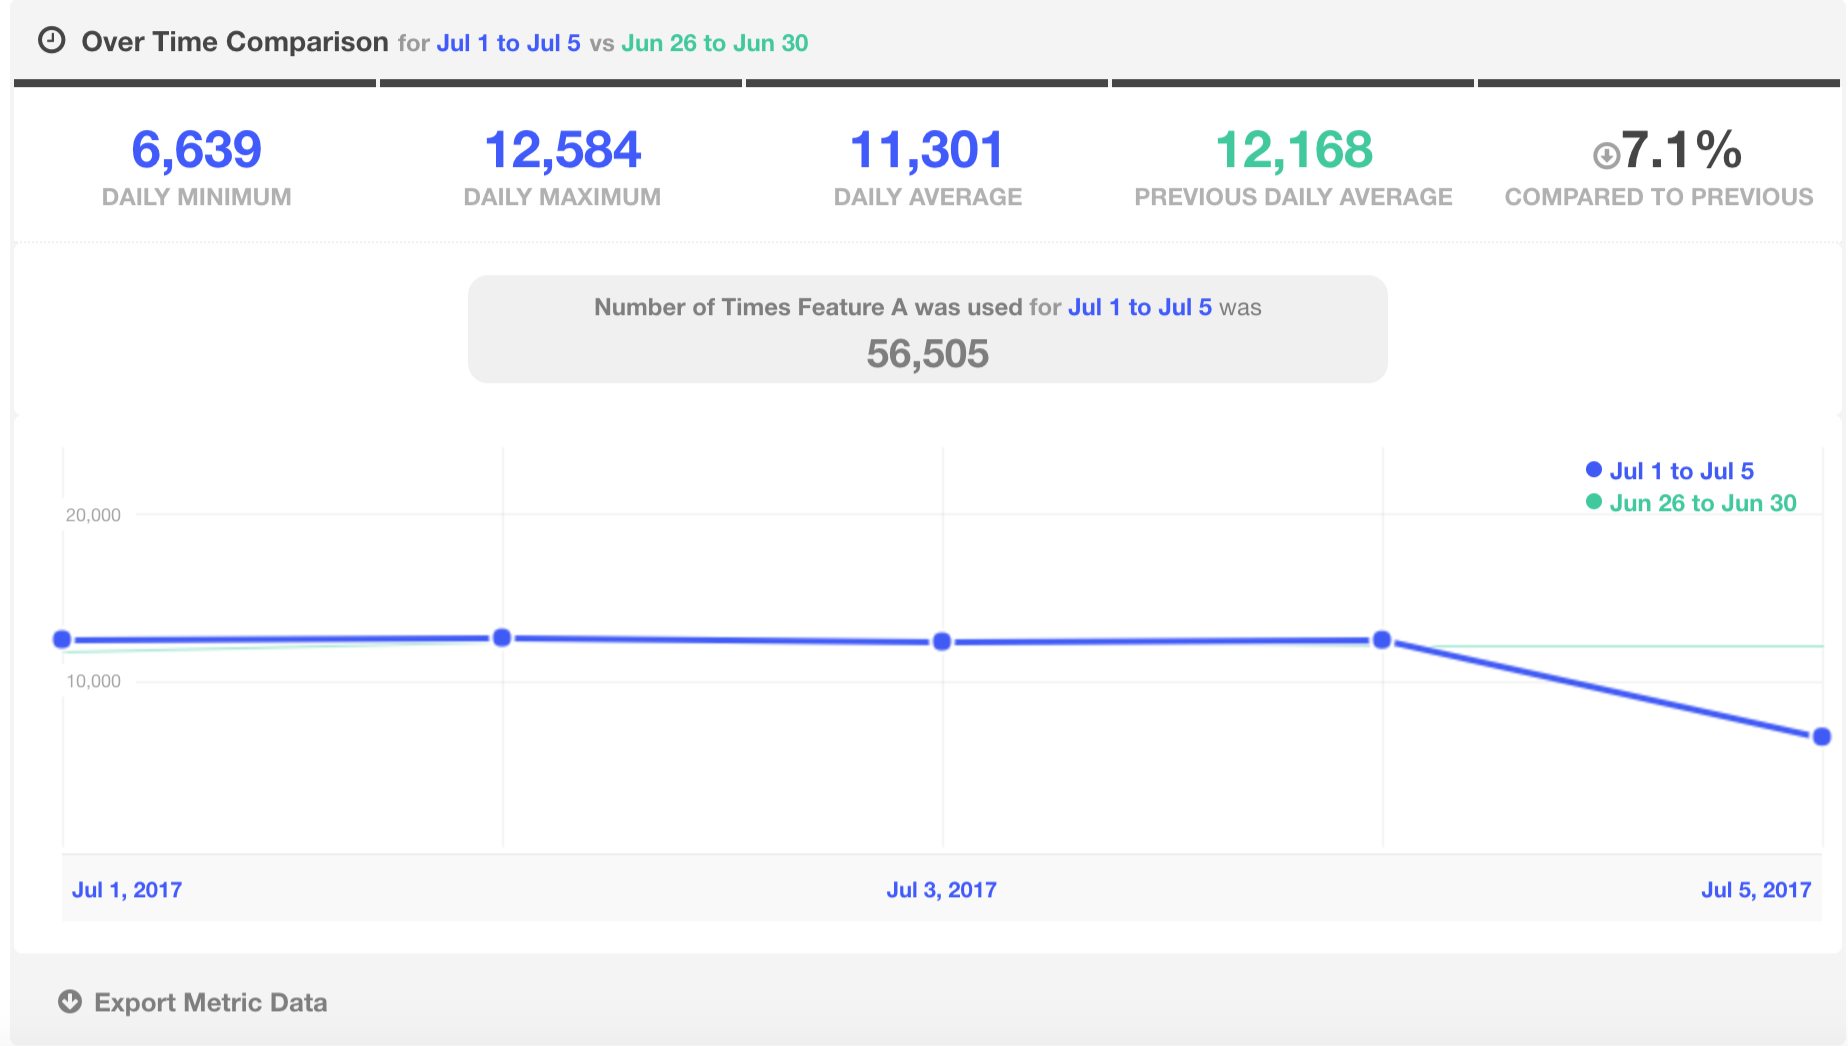 Over Time Comparison for Jul 1 to Jul 5 vs Jun 26 to Jun 30
6,639
DAILY MINIMUM
12,584
DAILY MAXIMUM
11,301
DAILY AVERAGE
12,168
PREVIOUS DAILY AVERAGE
7.1%
COMPARED TO PREVIOUS
Number of Times Feature A was used for Jul 1 to Jul 5 was
56,505
Jul 1 to Jul 5
Jun 26 to Jun 30
20,000
10,000
Jul 1, 2017
Jul 3, 2017
Jul 5, 2017
Export Metric Data